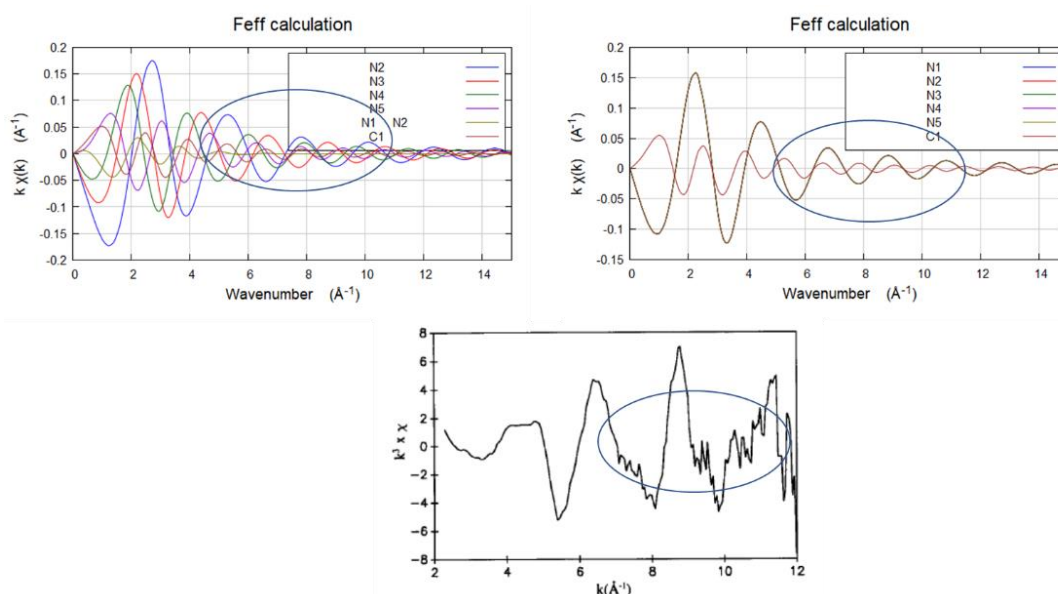 Feff calculation
k χ(k) (Å⁻¹)
0.2
0.15
0.1
0.05
0
-0.05
-0.1
-0.15
-0.2
N2
N3
N4
N5
N1 N2
C1
0 2 4 6 8 10 12 14
Wavenumber (Å⁻¹)
Feff calculation
k χ(k) (Å⁻¹)
0.2
0.15
0.1
0.05
0
-0.05
-0.1
-0.15
N1
N2
N3
N4
N5
C1
0 2 4 6 8 10 12 14
Wavenumber (Å⁻¹)
k³ x χ
8
6
4
2
0
−2
−4
−6
−8
2 4 6 8 10 12
k(Å⁻¹)